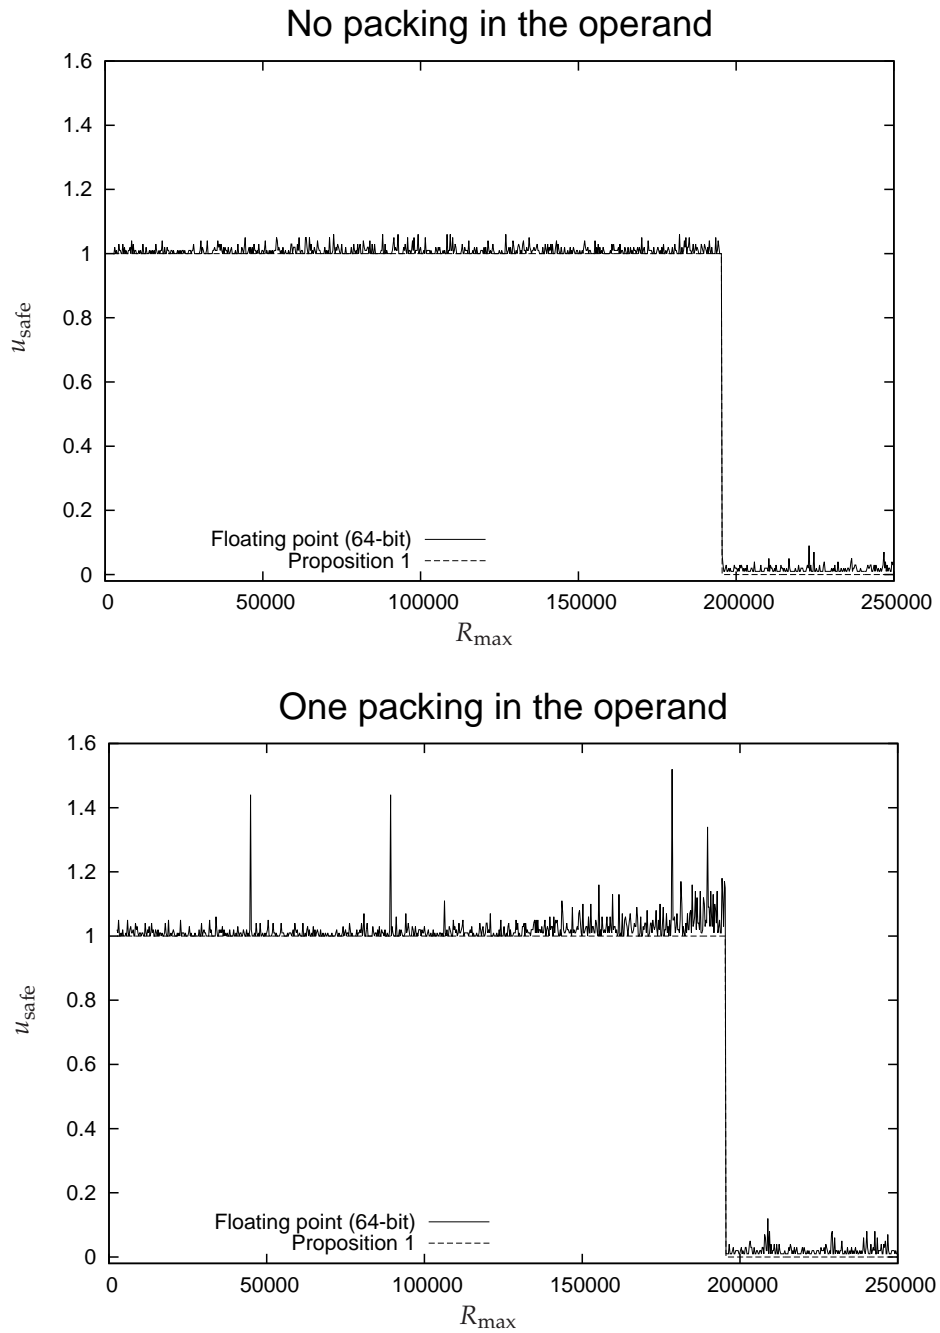 No packing in the operand
1.6
1.4
1.2
1
0.8
0.6
0.4
0.2
0
u_safe
Floating point (64-bit)
Proposition 1
0 50000 100000 150000 200000 250000
R_max
One packing in the operand
1.6
1.4
1.2
1
0.8
0.6
0.4
0.2
0
u_safe
Floating point (64-bit)
Proposition 1
0 50000 100000 150000 200000 250000
R_max